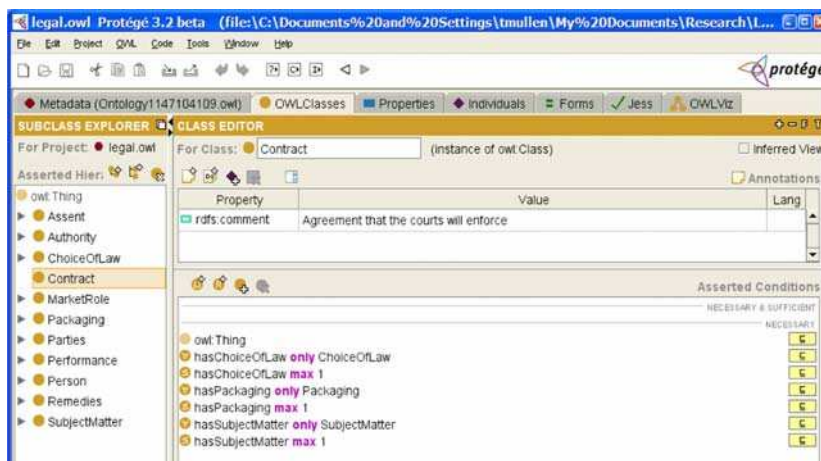 legal.owl Protégé 3.2 beta (file:\C:\Documents%20and%20Settings\tmullen\My%20Documents\Research\L...
File Edit Project OWL Code Tools Window Help
protégé
Metadata (Ontology1147104109.owl) OWLClasses Properties Individuals Forms Jess OWLViz
SUBCLASS EXPLORER CLASS EDITOR
For Project: legal.owl For Class: Contract (instance of owl:Class) Inferred View
Asserted Hier Annotations
Property Value Lang
rdfs:comment Agreement that the courts will enforce
owl:Thing
Assent
Authority
ChoiceOfLaw
Contract
MarketRole
Packaging
Parties
Performance
Person
Remedies
SubjectMatter
Asserted Conditions
NECESSARY & SUFFICIENT
NECESSARY
owl:Thing
hasChoiceOfLaw only ChoiceOfLaw
hasChoiceOfLaw max 1
hasPackaging only Packaging
hasPackaging max 1
hasSubjectMatter only SubjectMatter
hasSubjectMatter max 1